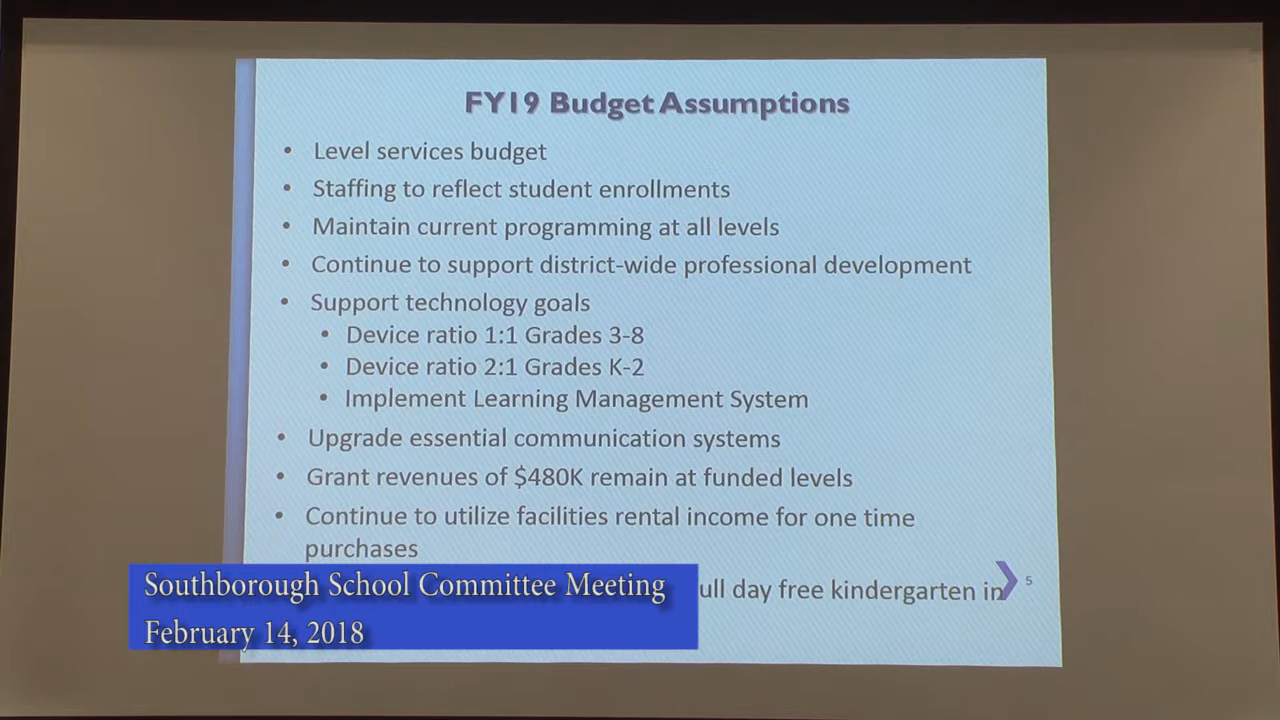 FY19 Budget Assumptions
• Level services budget
• Staffing to reflect student enrollments
• Maintain current programming at all levels
• Continue to support district-wide professional development
• Support technology goals
• Device ratio 1:1 Grades 3-8
• Device ratio 2:1 Grades K-2
• Implement Learning Management System
• Upgrade essential communication systems
• Grant revenues of $480K remain at funded levels
• Continue to utilize facilities rental income for one time
purchases
day free kindergarten in
5
Southborough School Committee Meeting
February 14, 2018